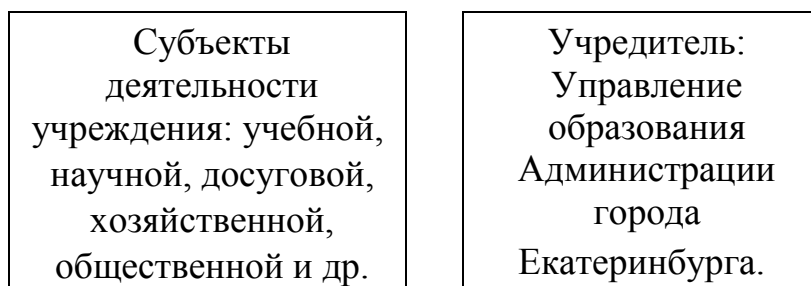 Субъекты
деятельности
учреждения: учебной,
научной, досуговой,
хозяйственной,
общественной и др.
Учредитель:
Управление
образования
Администрации
города
Екатеринбурга.